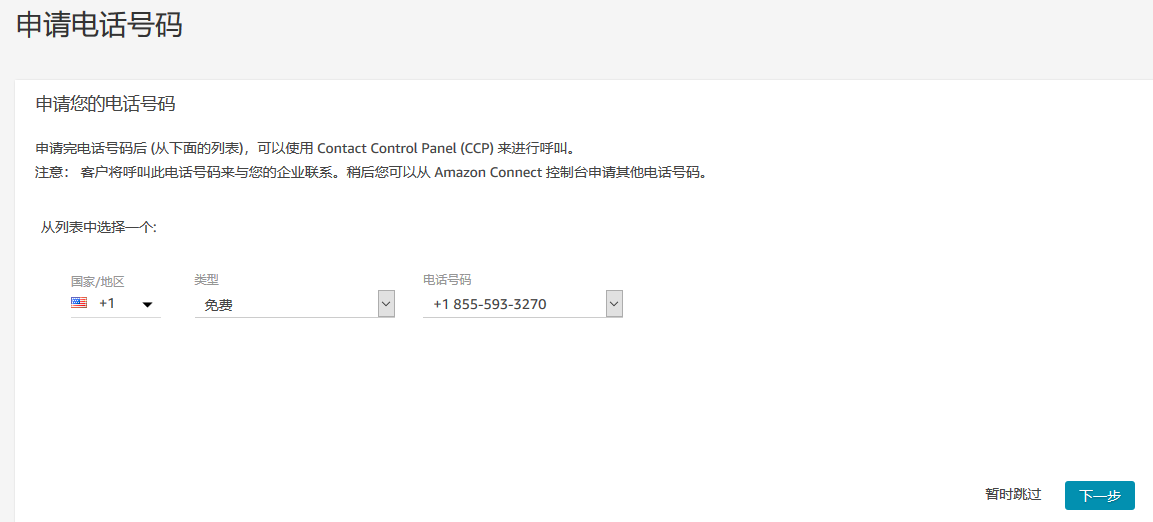 申请电话号码
申请您的电话号码
申请完电话号码后 (从下面的列表)，可以使用 Contact Control Panel (CCP) 来进行呼叫。
注意： 客户将呼叫此电话号码来与您的企业联系。稍后您可以从 Amazon Connect 控制台申请其他电话号码。
从列表中选择一个:
国家/地区 类型 电话号码
+1 免费 +1 855-593-3270
暂时跳过 下一步